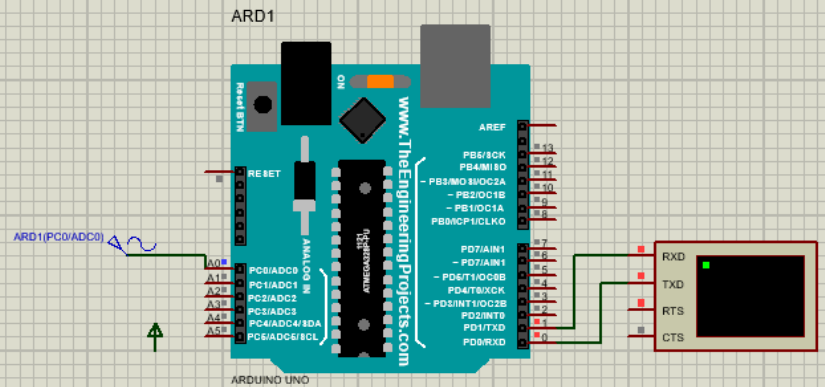 ARD1
ON
Reset BTN
www.TheEngineeringProjects.com
AREF
RESET
PB5/SCK 13
PB4/MISO 12
~ PB3/MOSI/OC2A 11
~ PB2/OC1B 10
~ PB1/OC1A 9
PB0/ICP1/CLKO 8
ARD1(PC0/ADC0)
ANALOG IN
1121
PD7/AIN1 7
~ PD7/AIN1 6
~ PD5/T1/OC0B 5
PD4/T0/XCK 4
~ PD3/INT1/OC2B 3
PD2/INT0 2
PD1/TXD 1
PD0/RXD 0
A0 PC0/ADC0
A1 PC1/ADC1
A2 PC2/ADC2
A3 PC3/ADC3
A4 PC4/ADC4/SDA
A5 PC5/ADC5/SCL
RXD
TXD
RTS
CTS
ARDUINO UNO